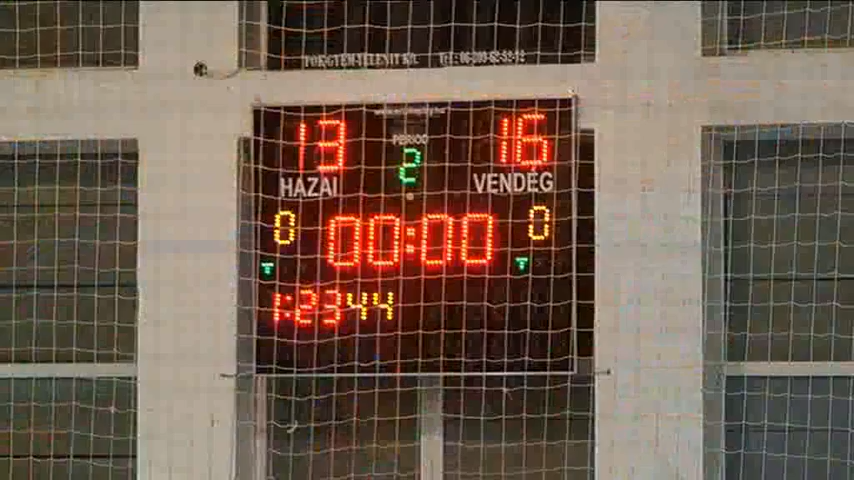 13 PERIOD 16
2
HAZAI VENDÉG
0 00:00 0
T T
1:23 44